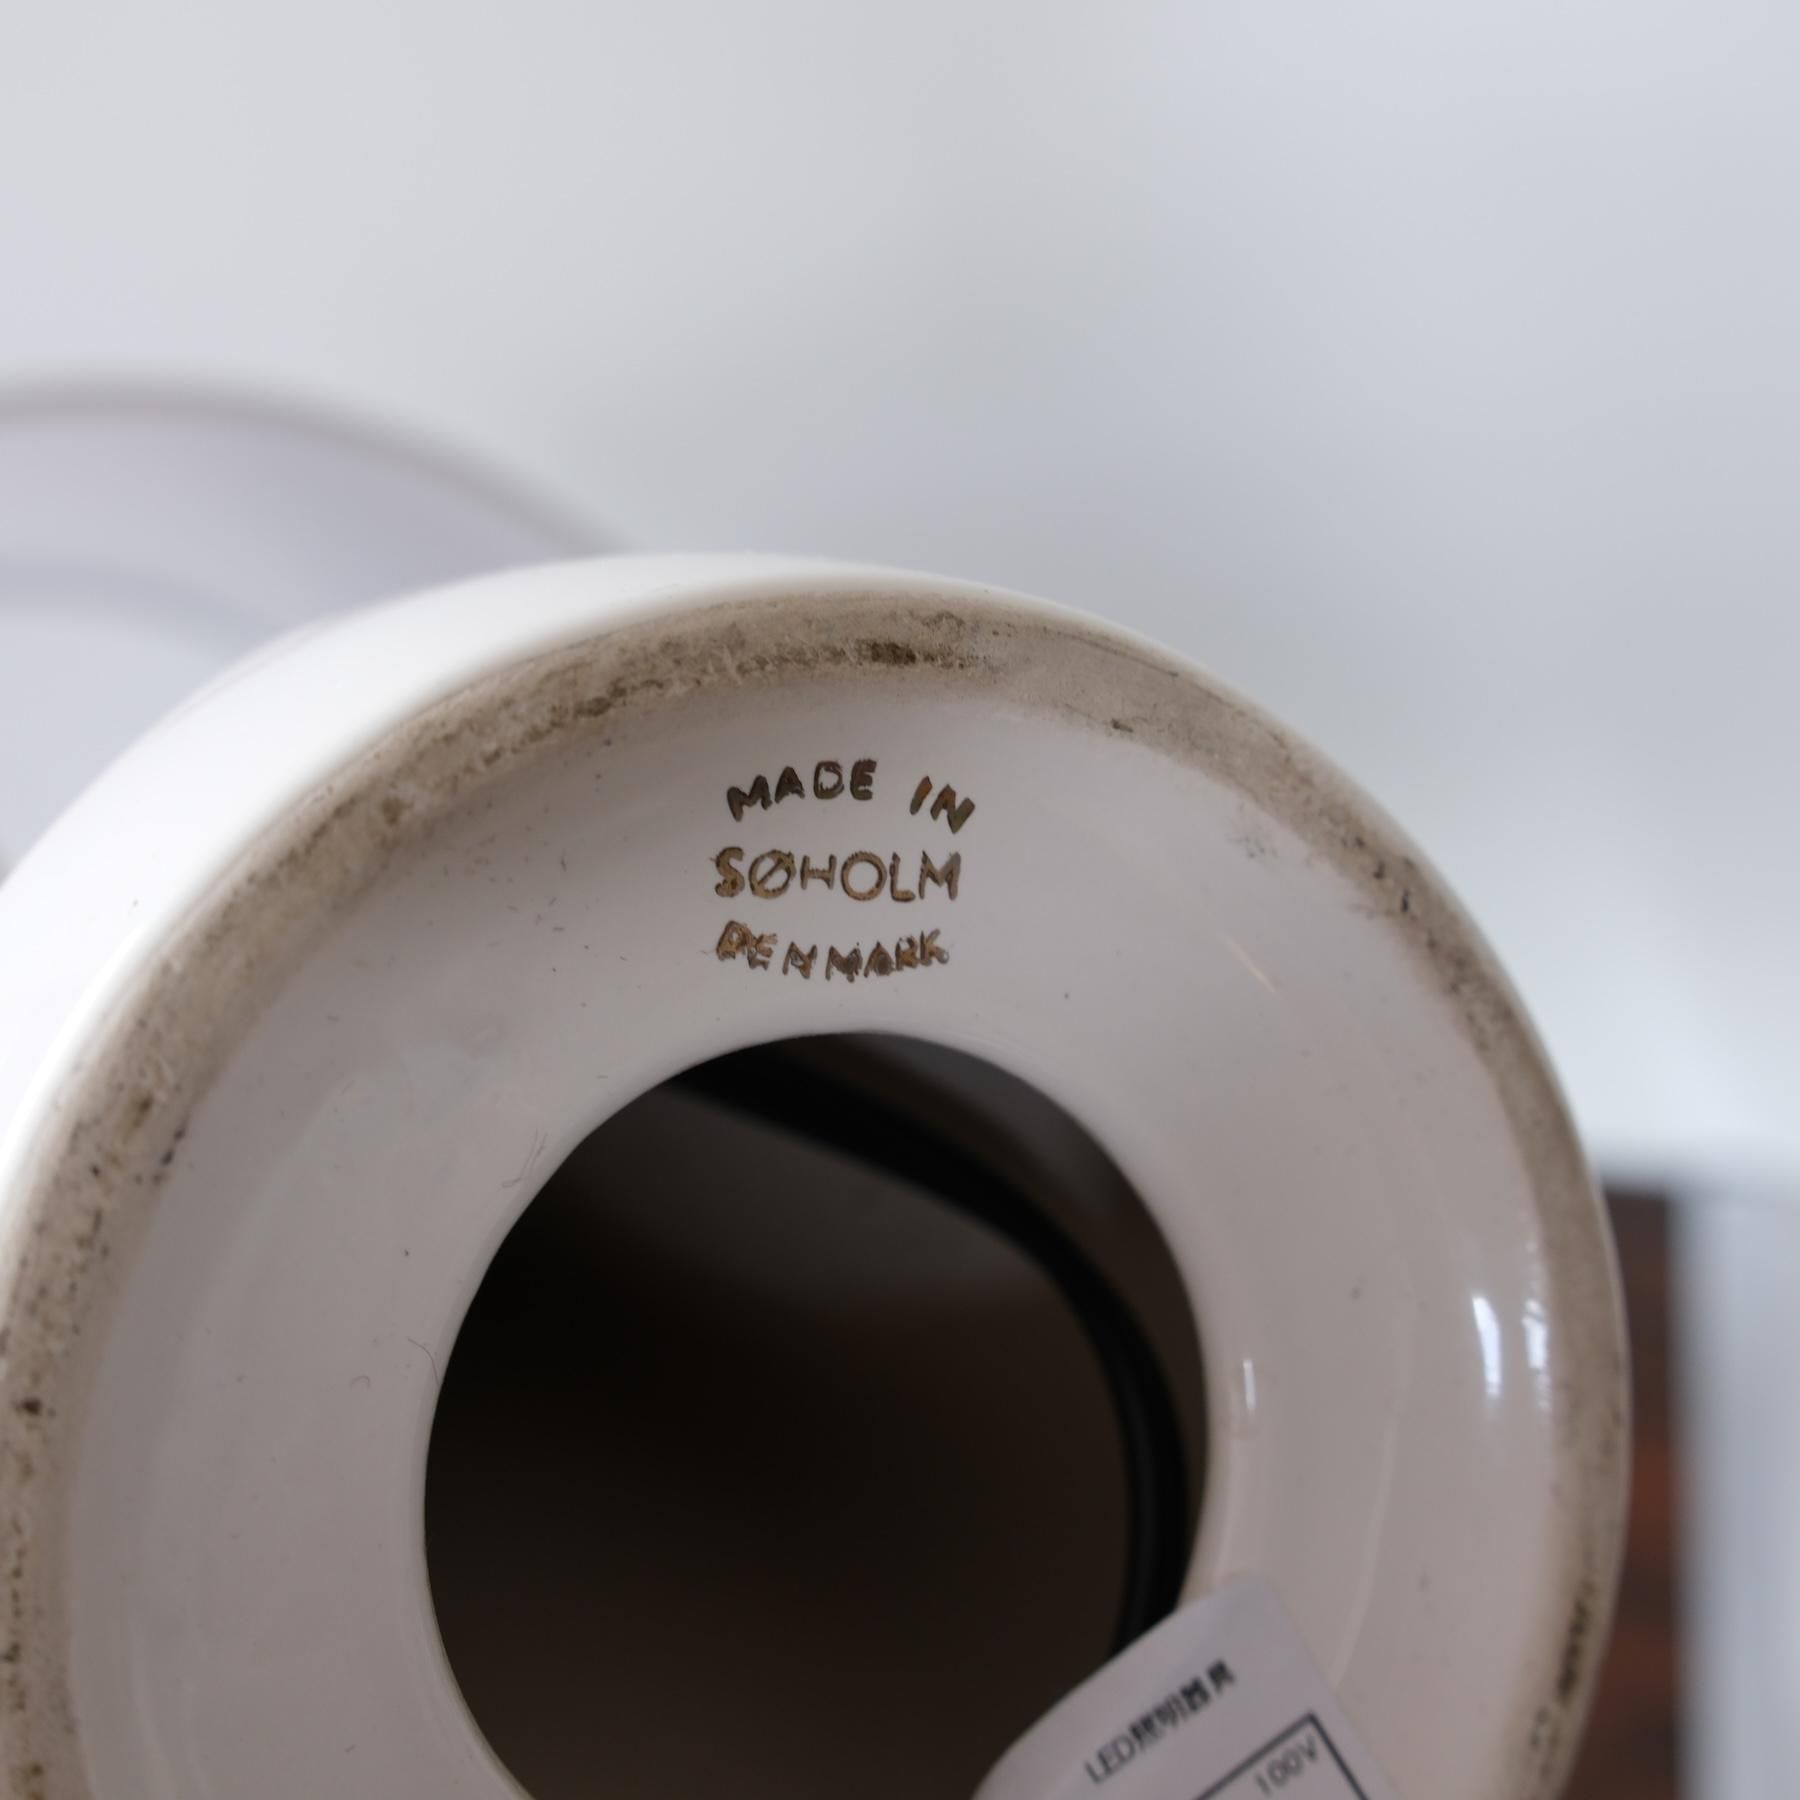 MADE IN
SØHOLM
DENMARK
LED照明器具
100V